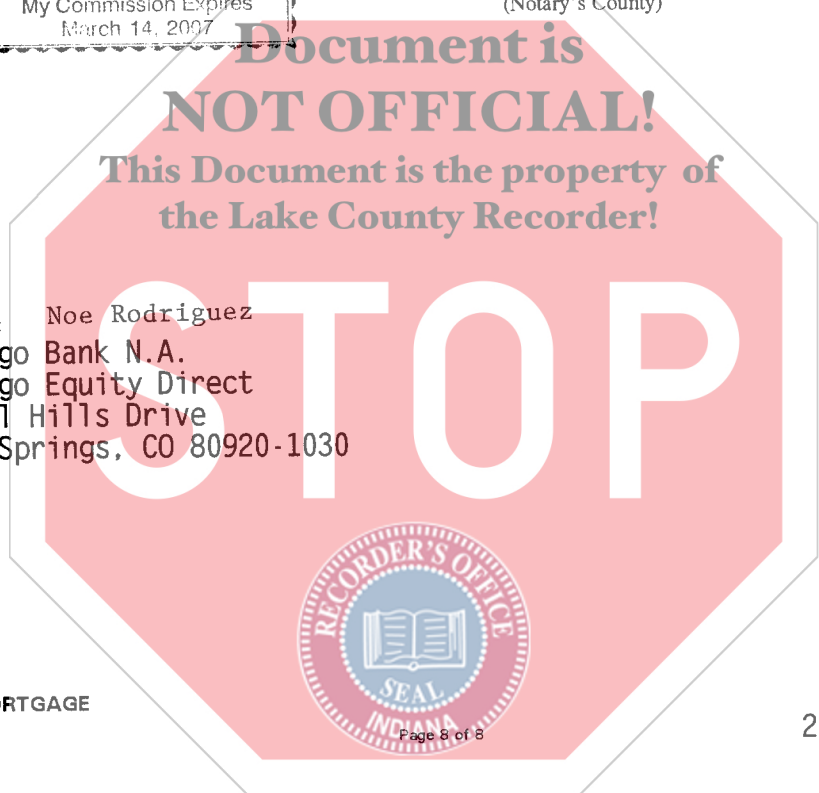 My Commission Expires
March 14, 2007
(Notary's County)
Document is
NOT OFFICIAL!
This Document is the property of
the Lake County Recorder!
STOP
: Noe Rodriguez
go Bank N.A.
go Equity Direct
l Hills Drive
Springs, CO 80920-1030
RECORDER'S OFFICE
SEAL
INDIANA
RTGAGE
Page 8 of 8
2